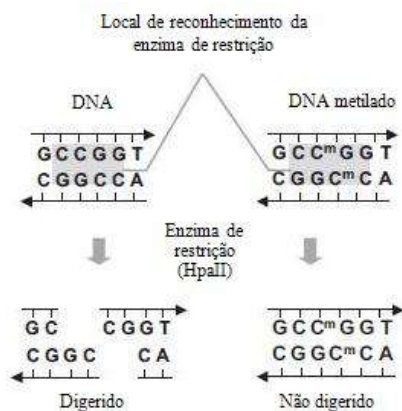 Local de reconhecimento da
enzima de restrição
DNA
DNA metilado
GCCGGT
CGGCCA
GCCᵐGGT
CGGCᵐCA
Enzima de
restrição
(HpaII)
GC CGGT
CGGC CA
GCCᵐGGT
CGGCᵐCA
Digerido
Não digerido